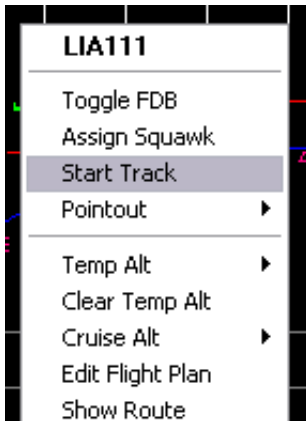 LIA111
Toggle FDB
Assign Squawk
Start Track
Pointout
Temp Alt
Clear Temp Alt
Cruise Alt
Edit Flight Plan
Show Route